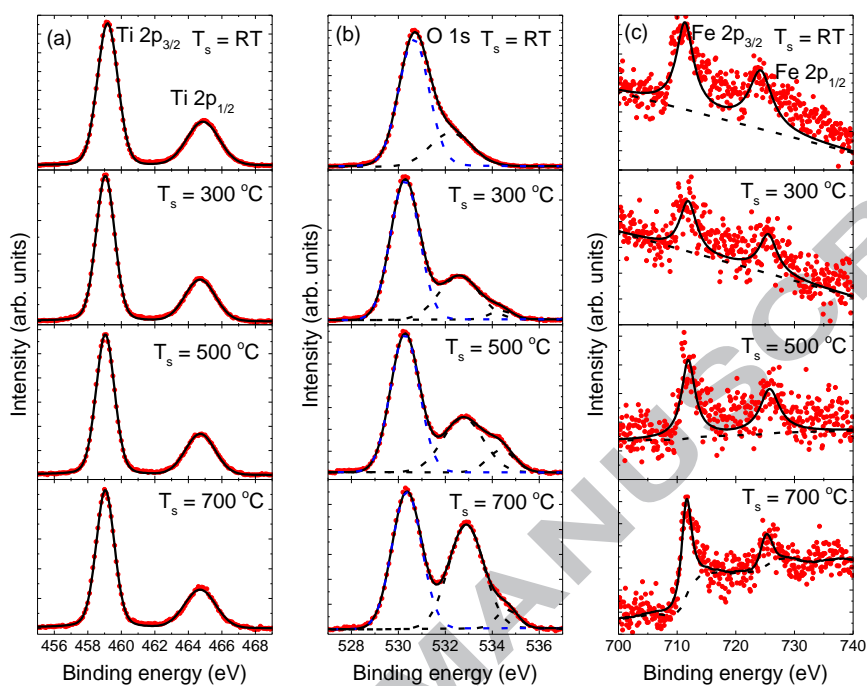 (a) Ti 2p3/2 Ts = RT
Ti 2p1/2
Ts = 300 °C
Ts = 500 °C
Ts = 700 °C
Intensity (arb. units)
456 458 460 462 464 466 468
Binding energy (eV)
(b) O 1s Ts = RT
Ts = 300 °C
Ts = 500 °C
Ts = 700 °C
Intensity (arb. units)
528 530 532 534 536
Binding energy (eV)
(c) Fe 2p3/2 Ts = RT
Fe 2p1/2
Ts = 300 °C
Ts = 500 °C
Ts = 700 °C
Intensity (arb. units)
700 710 720 730 740
Binding energy (eV)
MANUSCR